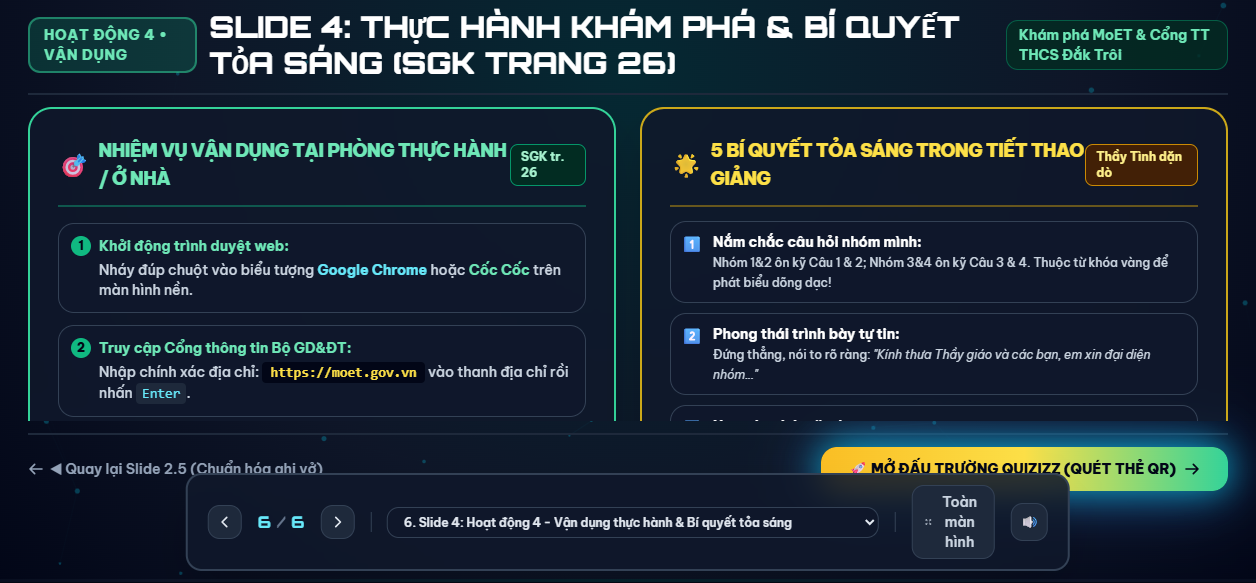 HOẠT ĐỘNG 4 •
VẬN DỤNG
SLIDE 4: THỰC HÀNH KHÁM PHÁ & BÍ QUYẾT
TỎA SÁNG (SGK TRANG 26)
Khám phá MoET & Cổng TT
THCS Đắk Trôi
NHIỆM VỤ VẬN DỤNG TẠI PHÒNG THỰC HÀNH
/ Ở NHÀ
SGK tr.
26
1 Khởi động trình duyệt web:
Nháy đúp chuột vào biểu tượng Google Chrome hoặc Cốc Cốc trên
màn hình nền.
2 Truy cập Cổng thông tin Bộ GD&ĐT:
Nhập chính xác địa chỉ: https://moet.gov.vn vào thanh địa chỉ rồi
nhấn Enter.
5 BÍ QUYẾT TỎA SÁNG TRONG TIẾT THAO
GIẢNG
Thầy Tình dặn
dò
1 Nắm chắc câu hỏi nhóm mình:
Nhóm 1&2 ôn kỹ Câu 1 & 2; Nhóm 3&4 ôn kỹ Câu 3 & 4. Thuộc từ khóa vàng để
phát biểu dõng dạc!
2 Phong thái trình bày tự tin:
Đứng thẳng, nói to rõ ràng: "Kính thưa Thầy giáo và các bạn, em xin đại diện
nhóm..."
← ◀ Quay lại Slide 2.5 (Chuẩn hóa ghi vở)
🚀 MỞ ĐẤU TRƯỜNG QUIZIZZ (QUÉT THẺ QR) →
6 / 6
6. Slide 4: Hoạt động 4 - Vận dụng thực hành & Bí quyết tỏa sáng
Toàn
màn
hình